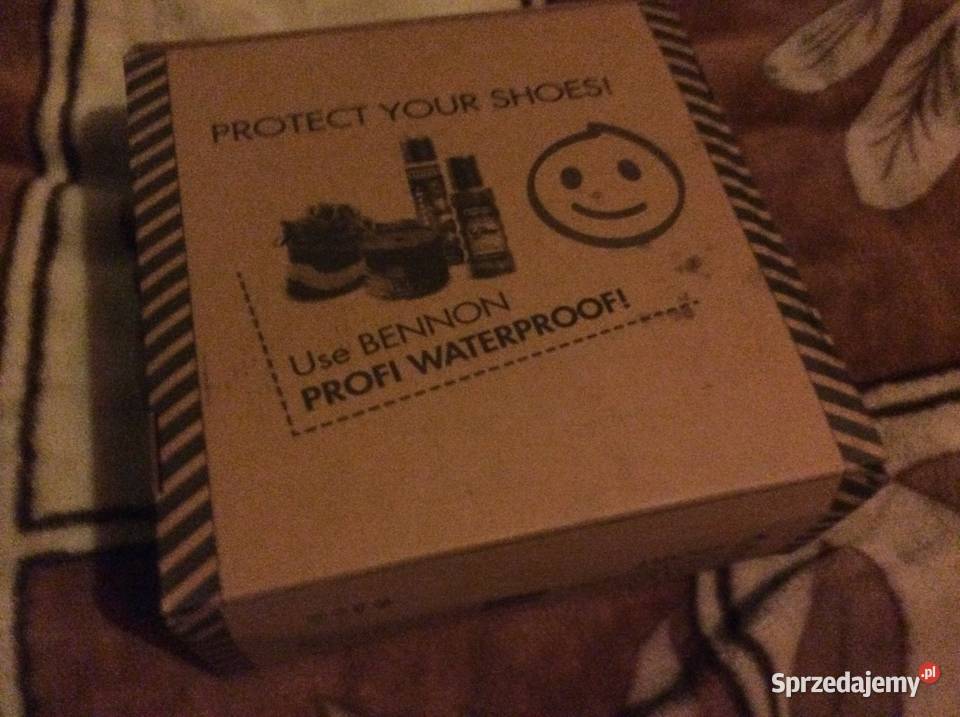 PROTECT YOUR SHOES!
Use BENNON
PROFI WATERPROOF!
Sprzedajemy.pl